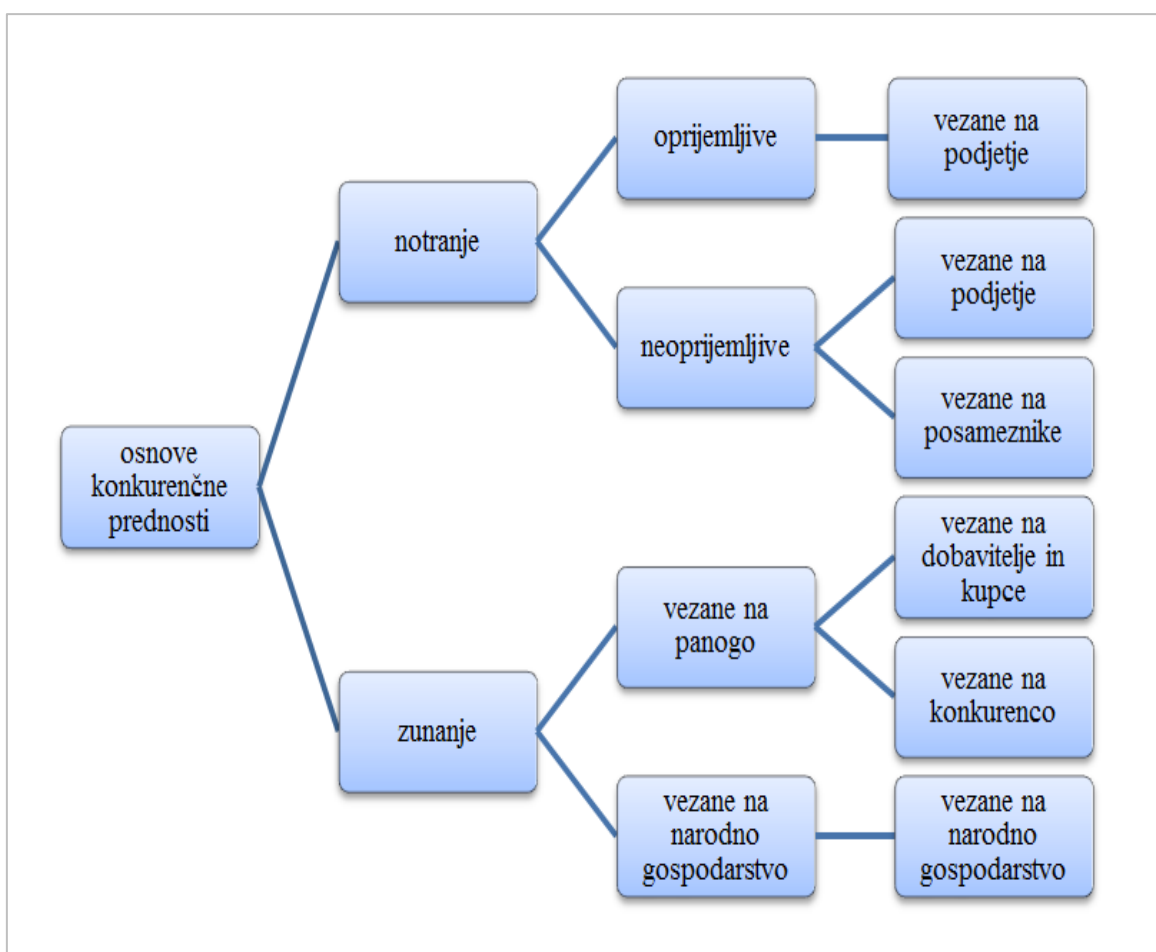 osnove
konkurenčne
prednosti
notranje
oprijemljive
vezane na
podjetje
neoprijemljive
vezane na
podjetje
vezane na
posameznike
zunanje
vezane na
panogo
vezane na
dobavitelje in
kupce
vezane na
konkurenco
vezane na
narodno
gospodarstvo
vezane na
narodno
gospodarstvo